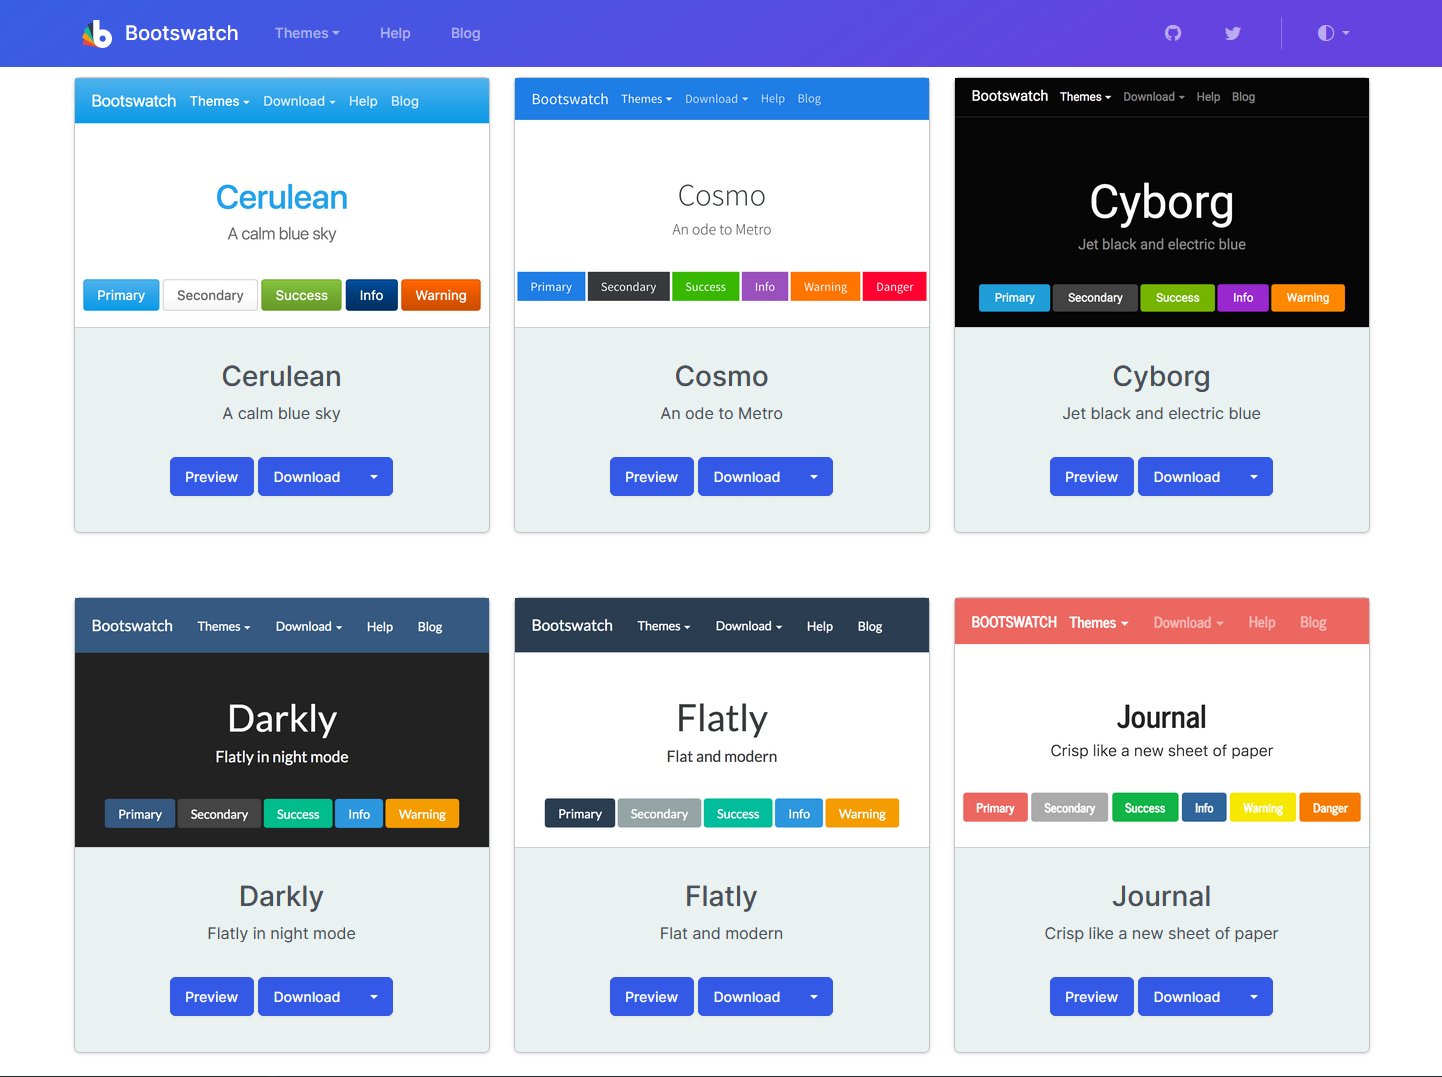 Bootswatch Themes Help Blog
Bootswatch Themes Download Help Blog
Cerulean
A calm blue sky
Primary Secondary Success Info Warning
Cerulean
A calm blue sky
Preview Download
Bootswatch Themes Download Help Blog
Cosmo
An ode to Metro
Primary Secondary Success Info Warning Danger
Cosmo
An ode to Metro
Preview Download
Bootswatch Themes Download Help Blog
Cyborg
Jet black and electric blue
Primary Secondary Success Info Warning
Cyborg
Jet black and electric blue
Preview Download
Bootswatch Themes Download Help Blog
Darkly
Flatly in night mode
Primary Secondary Success Info Warning
Darkly
Flatly in night mode
Preview Download
Bootswatch Themes Download Help Blog
Flatly
Flat and modern
Primary Secondary Success Info Warning
Flatly
Flat and modern
Preview Download
BOOTSWATCH Themes Download Help Blog
Journal
Crisp like a new sheet of paper
Primary Secondary Success Info Warning Danger
Journal
Crisp like a new sheet of paper
Preview Download